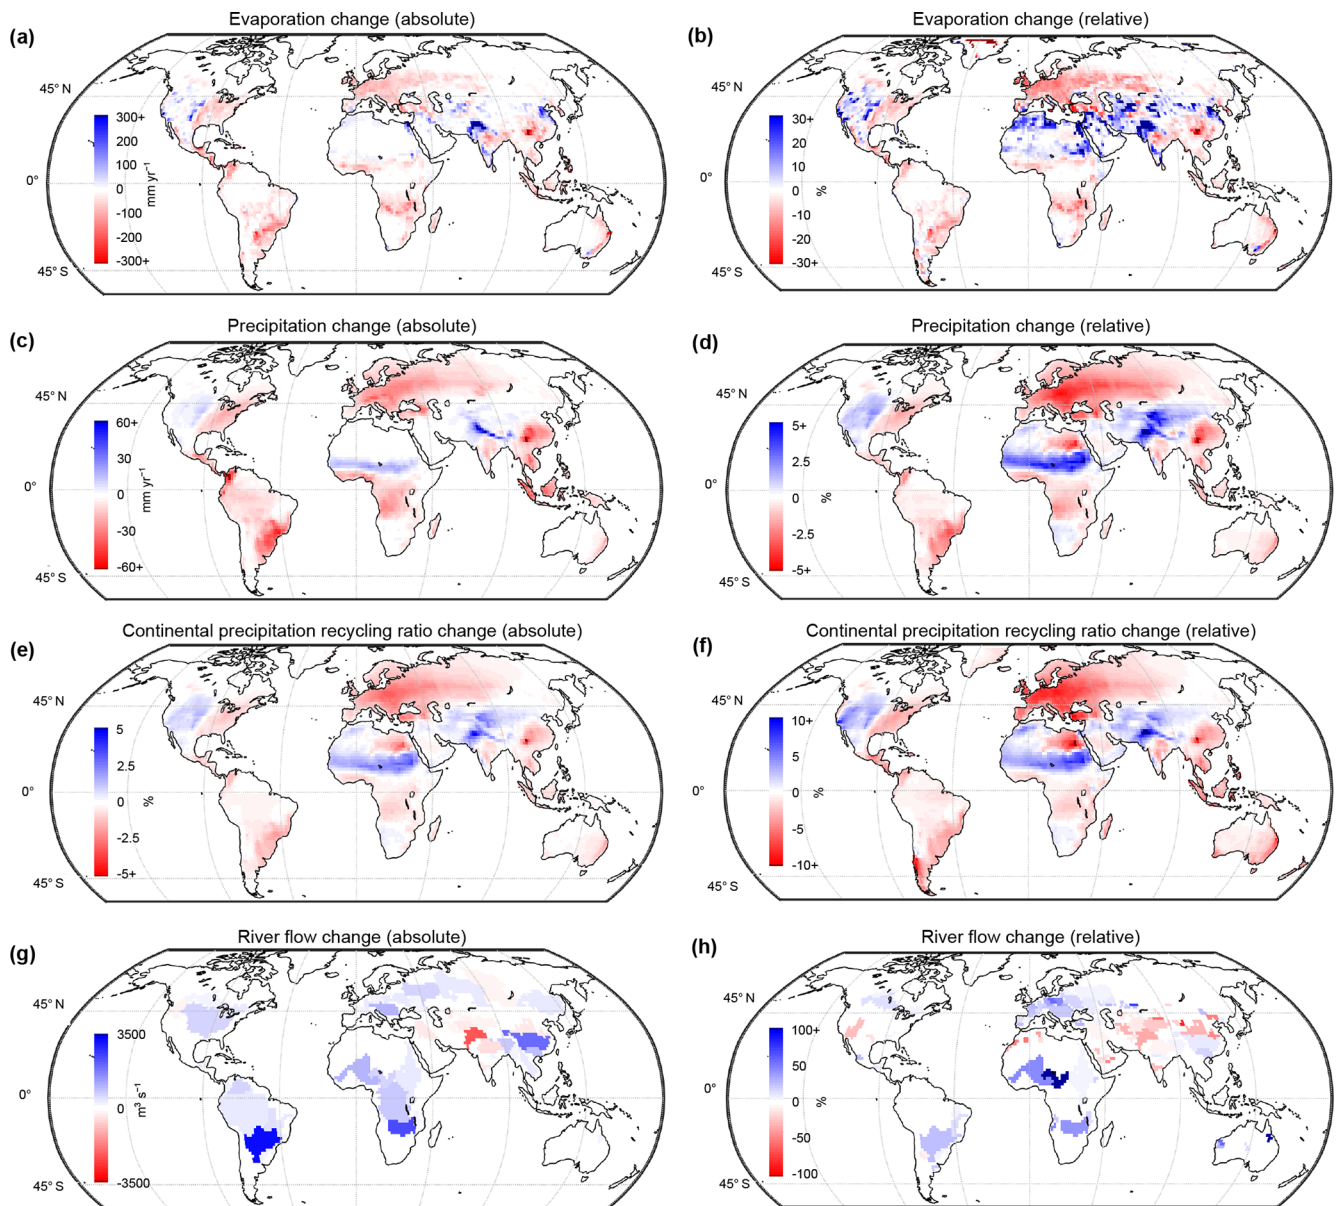 Evaporation change (absolute)
Evaporation change (relative)
(a)
(b)
45° N
0°
45° S
300+
200
100
0
-100
-200
-300+
mm yr⁻¹
45° N
0°
45° S
30+
20
10
0
-10
-20
-30+
%
Precipitation change (absolute)
Precipitation change (relative)
(c)
(d)
45° N
0°
45° S
60+
30
0
-30
-60+
mm yr⁻¹
45° N
0°
45° S
5+
2.5
0
-2.5
-5+
%
Continental precipitation recycling ratio change (absolute)
Continental precipitation recycling ratio change (relative)
(e)
(f)
45° N
0°
45° S
5
2.5
0
-2.5
-5+
%
45° N
0°
45° S
10+
5
0
-5
-10+
%
River flow change (absolute)
River flow change (relative)
(g)
(h)
45° N
0°
45° S
3500
0
-3500
m³ s⁻¹
45° N
0°
45° S
100+
50
0
-50
-100
%